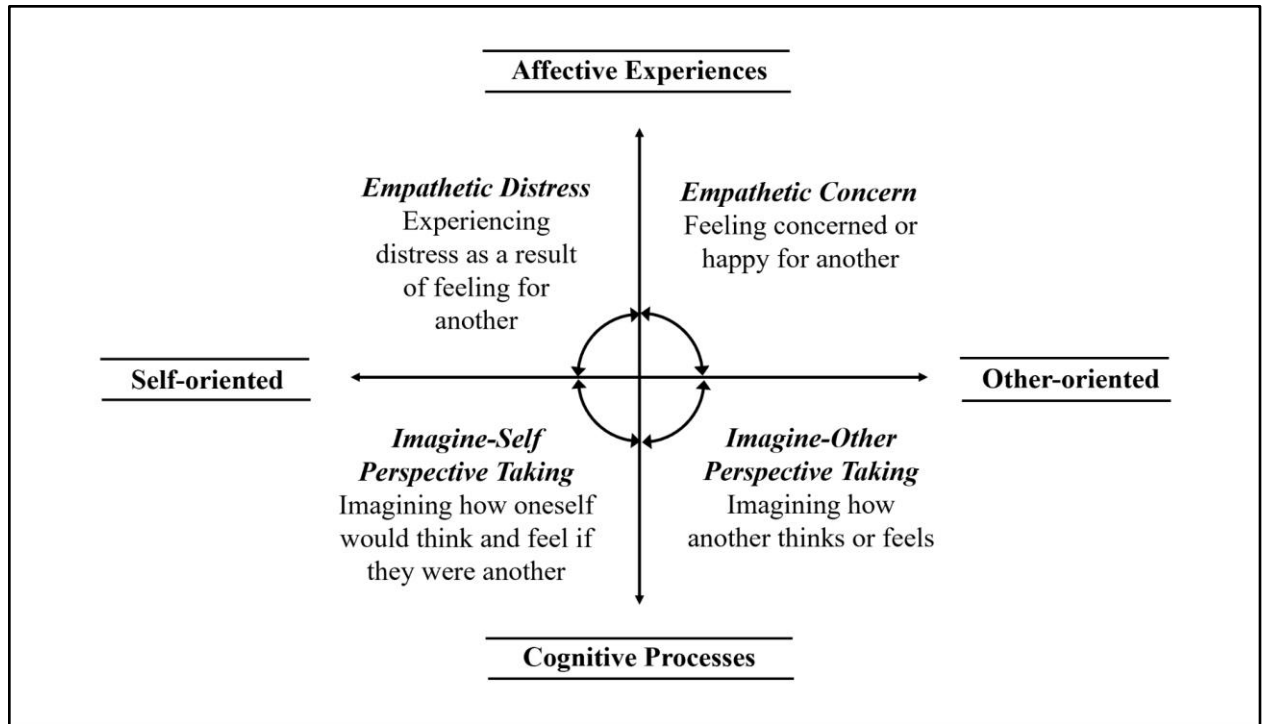 Affective Experiences
Empathetic Distress
Experiencing
distress as a result
of feeling for
another
Empathetic Concern
Feeling concerned or
happy for another
Self-oriented
Other-oriented
Imagine-Self
Perspective Taking
Imagining how oneself
would think and feel if
they were another
Imagine-Other
Perspective Taking
Imagining how
another thinks or feels
Cognitive Processes